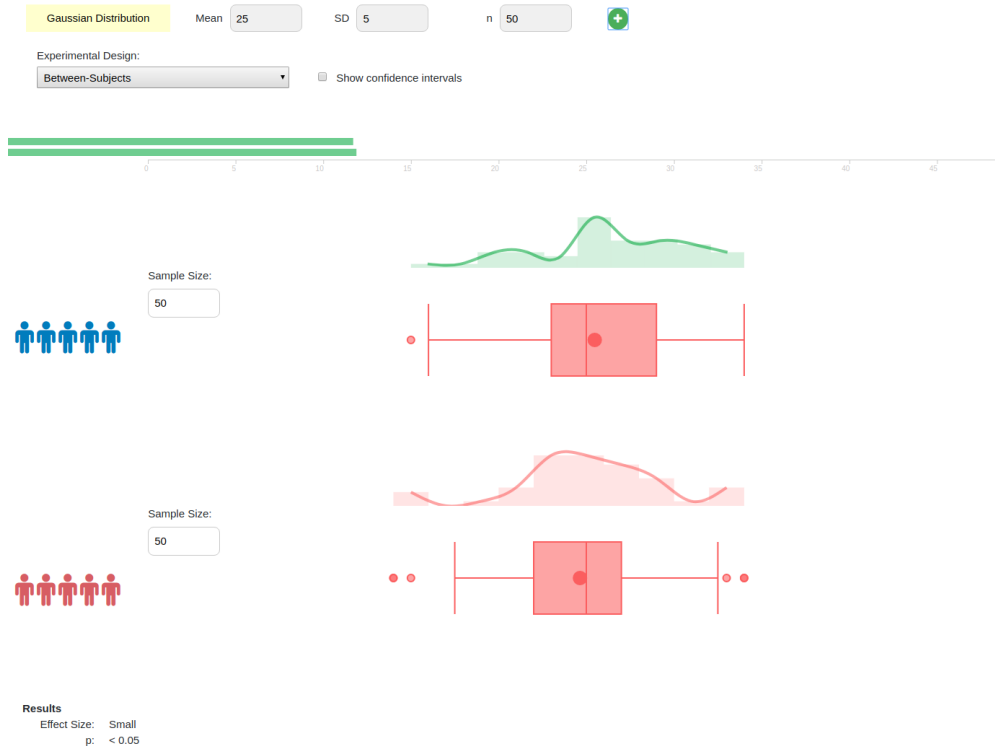 Gaussian Distribution Mean 25 SD 5 n 50
Experimental Design:
Between-Subjects Show confidence intervals
0 5 10 15 20 25 30 35 40 45
Sample Size:
50
Sample Size:
50
Results
Effect Size: Small
p: < 0.05